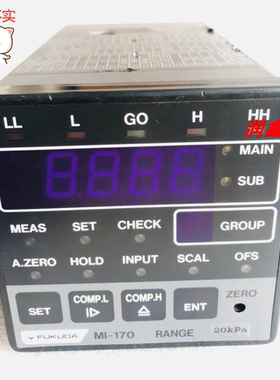 LL L GO H HH
MAIN
SUB
MEAS SET CHECK GROUP
A.ZERO HOLD INPUT SCAL OFS
SET COMP.L COMP.H ENT ZERO
FUKUDA MI-170 RANGE 20kPa